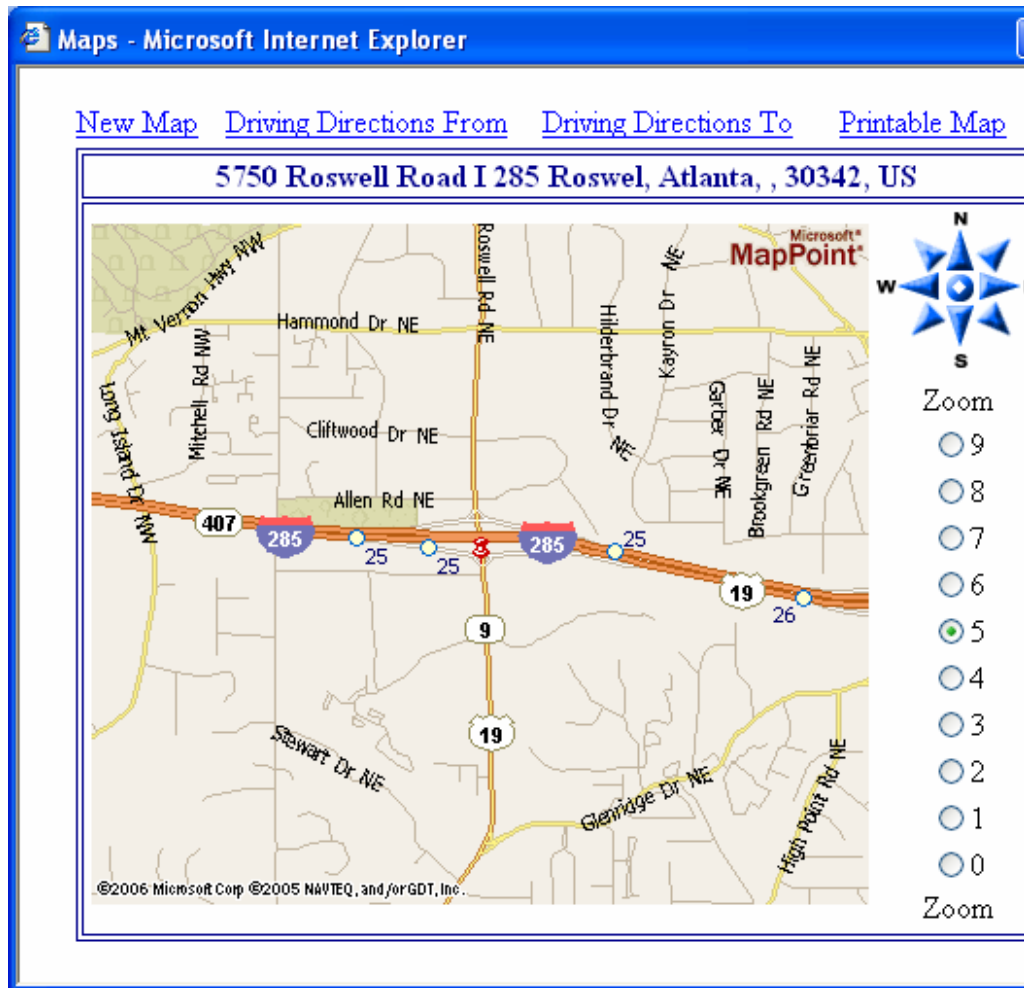 Maps - Microsoft Internet Explorer
New Map Driving Directions From Driving Directions To Printable Map
5750 Roswell Road I 285 Roswel, Atlanta, , 30342, US
Microsoft®
MapPoint®
Mt Vernon Hwy NW
Roswell Rd NE
Hammond Dr NE
Mitchell Rd NW
Long Island Dr NW
Hilderbrand Dr NE
Kayron Dr NE
Garber Dr NE
Brookgreen Rd NE
Greenbriar Rd NE
Cliftwood Dr NE
Allen Rd NE
407
285
25
25
285
25
19
26
9
19
Stewart Dr NE
Glenridge Dr NE
High Point Rd NE
©2006 Microsoft Corp ©2005 NAVTEQ, and/or GDT, Inc.
N
W
S
Zoom
9
8
7
6
5
4
3
2
1
0
Zoom